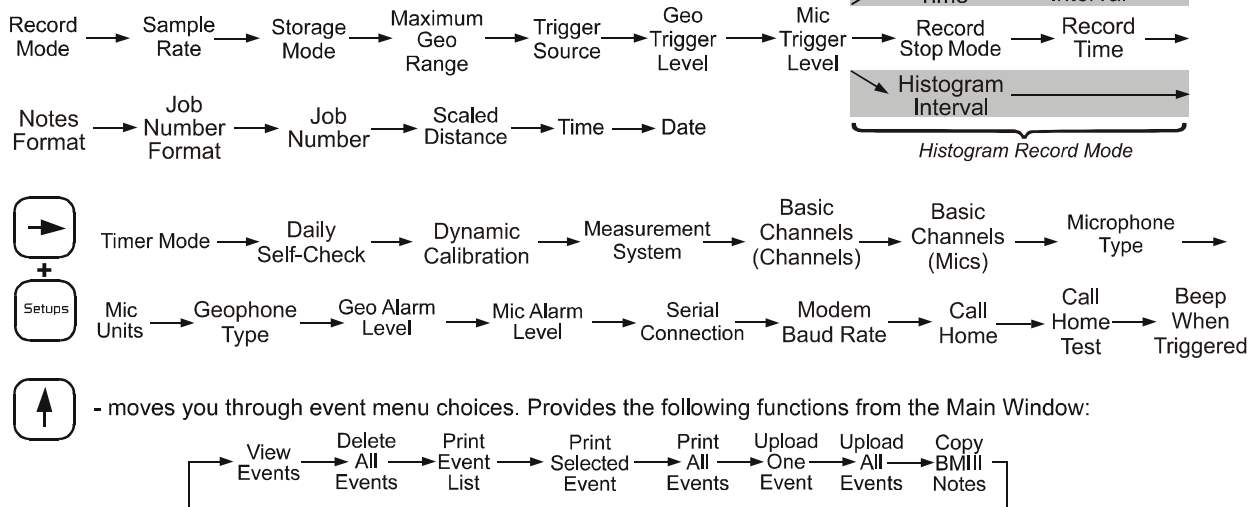 Time
Interval
Record
Mode
Sample
Rate
Storage
Mode
Maximum
Geo
Range
Trigger
Source
Geo
Trigger
Level
Mic
Trigger
Level
Record
Stop Mode
Record
Time
Histogram
Interval
Histogram Record Mode
Notes
Format
Job
Number
Format
Job
Number
Scaled
Distance
Time
Date
+
Setups
Timer Mode
Daily
Self-Check
Dynamic
Calibration
Measurement
System
Basic
Channels
(Channels)
Basic
Channels
(Mics)
Microphone
Type
Mic
Units
Geophone
Type
Geo Alarm
Level
Mic Alarm
Level
Serial
Connection
Modem
Baud Rate
Call
Home
Call
Home
Test
Beep
When
Triggered
- moves you through event menu choices. Provides the following functions from the Main Window:
View
Events
Delete
All
Events
Print
Event
List
Print
Selected
Event
Print
All
Events
Upload
One
Event
Upload
All
Events
Copy
BMIII
Notes